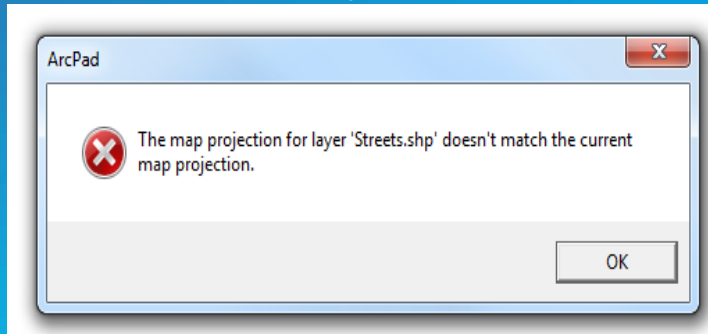 ArcPad
The map projection for layer 'Streets.shp' doesn't match the current
map projection.
OK